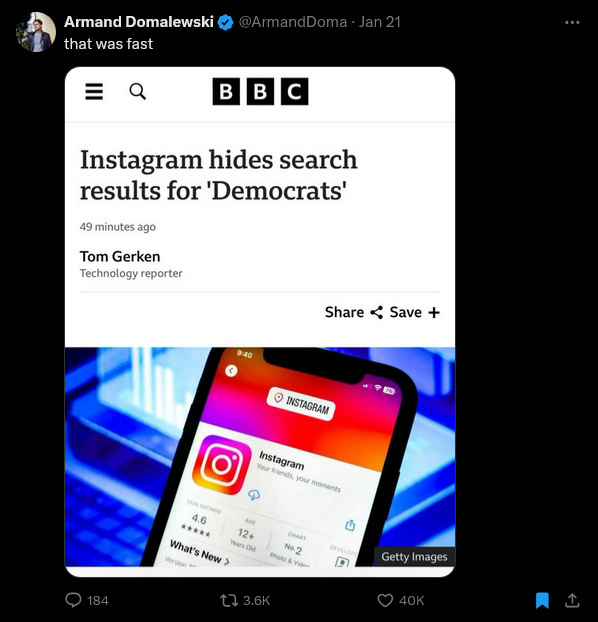 Armand Domalewski @ArmandDoma · Jan 21
that was fast
BBC
Instagram hides search
results for 'Democrats'
49 minutes ago
Tom Gerken
Technology reporter
Share Save +
9:40
INSTAGRAM
Instagram
Your friends, your moments
4.6
★★★★★
AGE
12+
Years Old
CHART
No.2
Photo & Video
What's New >
Getty Images
184 3.6K 40K